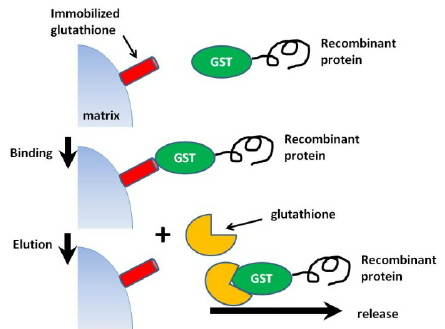 Immobilized
glutathione
GST
Recombinant
protein
matrix
Binding
GST
Recombinant
protein
+
glutathione
Elution
GST
Recombinant
protein
release